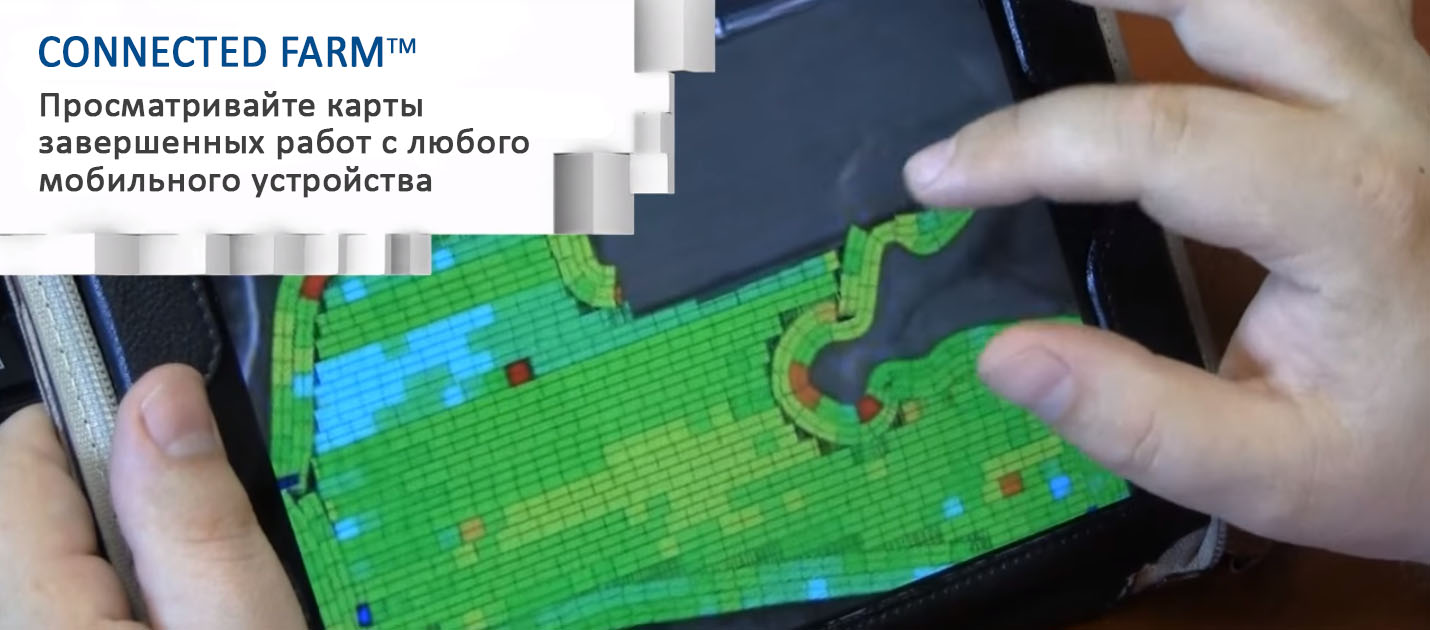 CONNECTED FARM™
Просматривайте карты
завершенных работ с любого
мобильного устройства